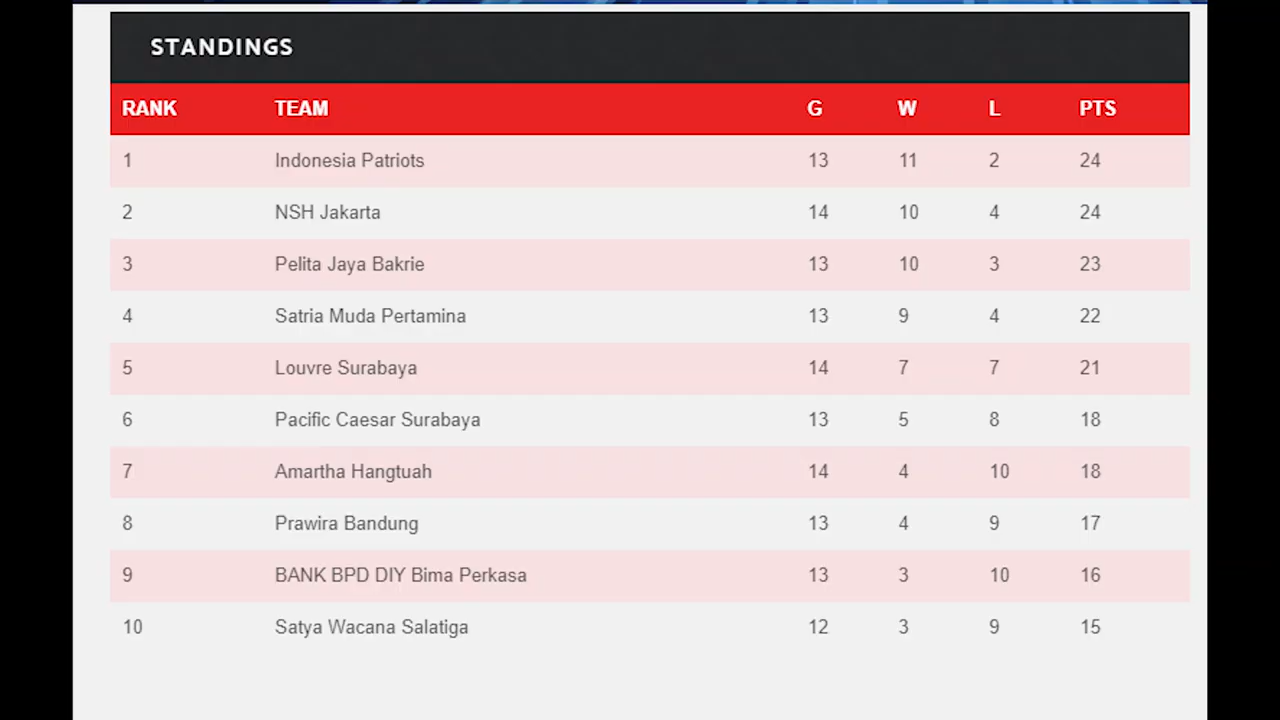 STANDINGS
RANK TEAM G W L PTS
1 Indonesia Patriots 13 11 2 24
2 NSH Jakarta 14 10 4 24
3 Pelita Jaya Bakrie 13 10 3 23
4 Satria Muda Pertamina 13 9 4 22
5 Louvre Surabaya 14 7 7 21
6 Pacific Caesar Surabaya 13 5 8 18
7 Amartha Hangtuah 14 4 10 18
8 Prawira Bandung 13 4 9 17
9 BANK BPD DIY Bima Perkasa 13 3 10 16
10 Satya Wacana Salatiga 12 3 9 15